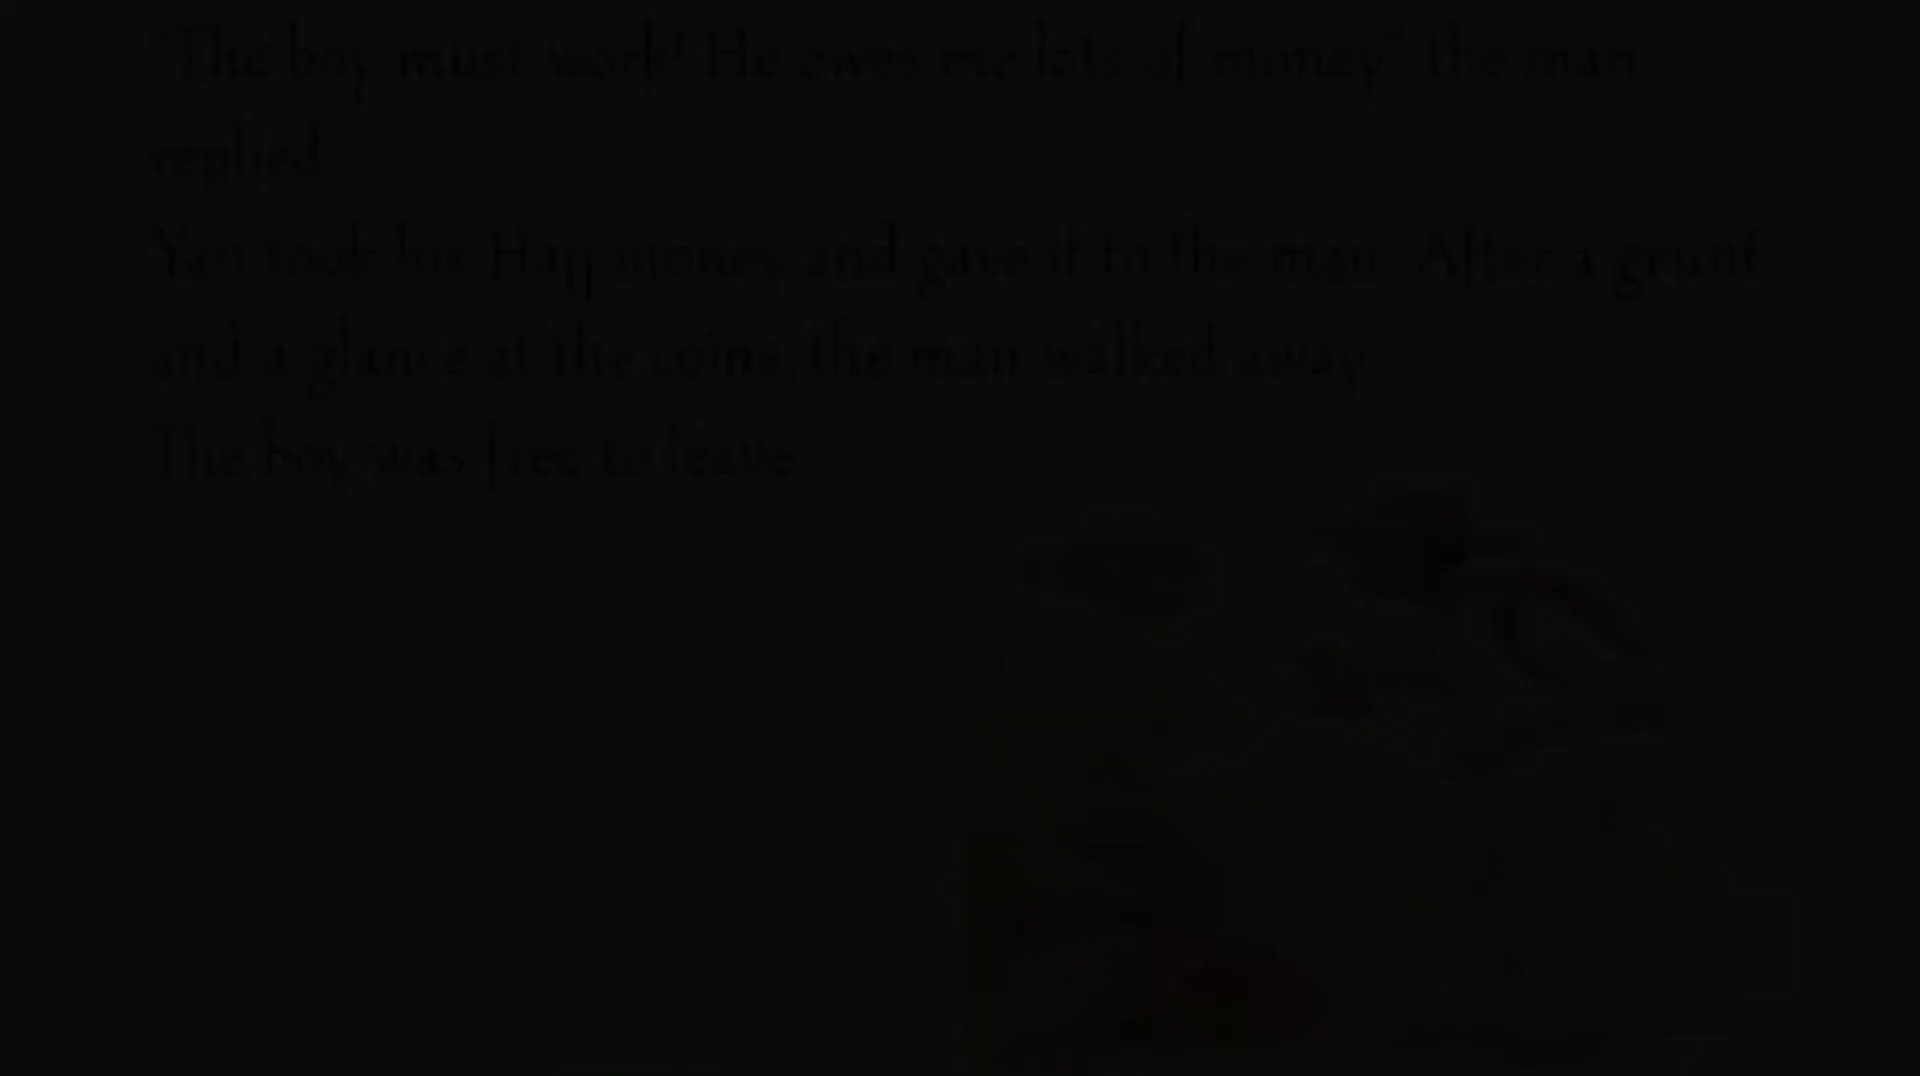 "The boy must work! He owes me lots of money" the man
replied.
Yan took his Hajj money and gave it to the man. After a grunt
and a glance at the coins, the man walked away.
The boy was free to leave